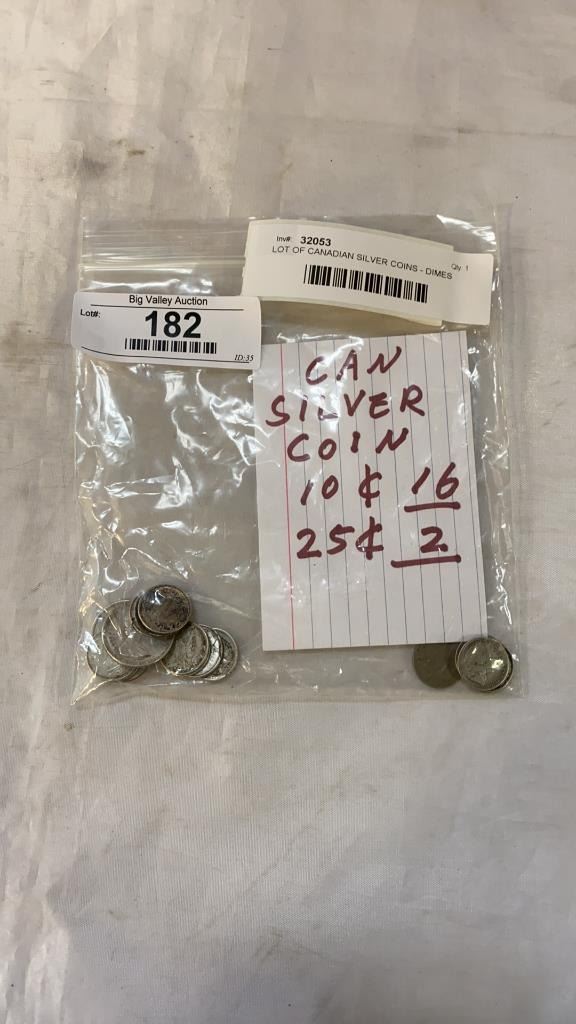 Inv#: 32053
LOT OF CANADIAN SILVER COINS - DIMES
Qty: 1
Big Valley Auction
Lot#: 182
ID:35
CAN
SILVER
COIN
10 ¢ 16
25¢ 2